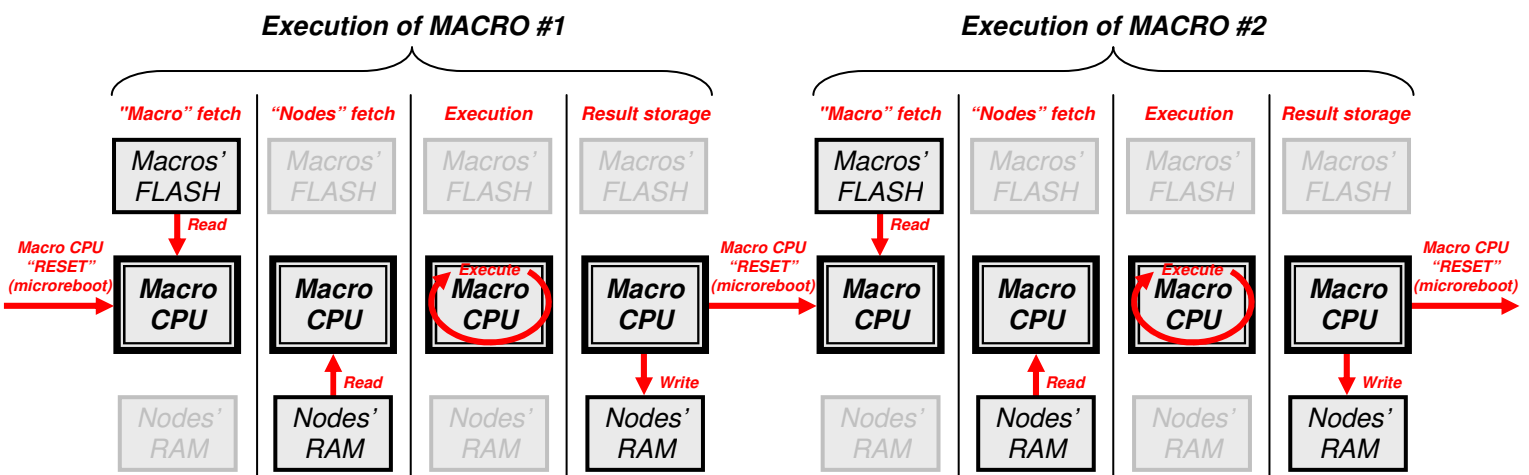 Execution of MACRO #1
Execution of MACRO #2
"Macro" fetch
“Nodes” fetch
Execution
Result storage
"Macro” fetch
“Nodes” fetch
Execution
Result storage
Macros’
FLASH
Macros’
FLASH
Macros’
FLASH
Macros’
FLASH
Macros’
FLASH
Macros’
FLASH
Macros’
FLASH
Macros’
FLASH
Read
Read
Macro CPU
“RESET”
(microreboot)
Macro
CPU
Macro
CPU
Execute
Macro
CPU
Macro
CPU
Macro CPU
“RESET”
(microreboot)
Macro
CPU
Macro
CPU
Execute
Macro
CPU
Macro
CPU
Macro CPU
“RESET”
(microreboot)
Read
Write
Read
Write
Nodes’
RAM
Nodes’
RAM
Nodes’
RAM
Nodes’
RAM
Nodes’
RAM
Nodes’
RAM
Nodes’
RAM
Nodes’
RAM